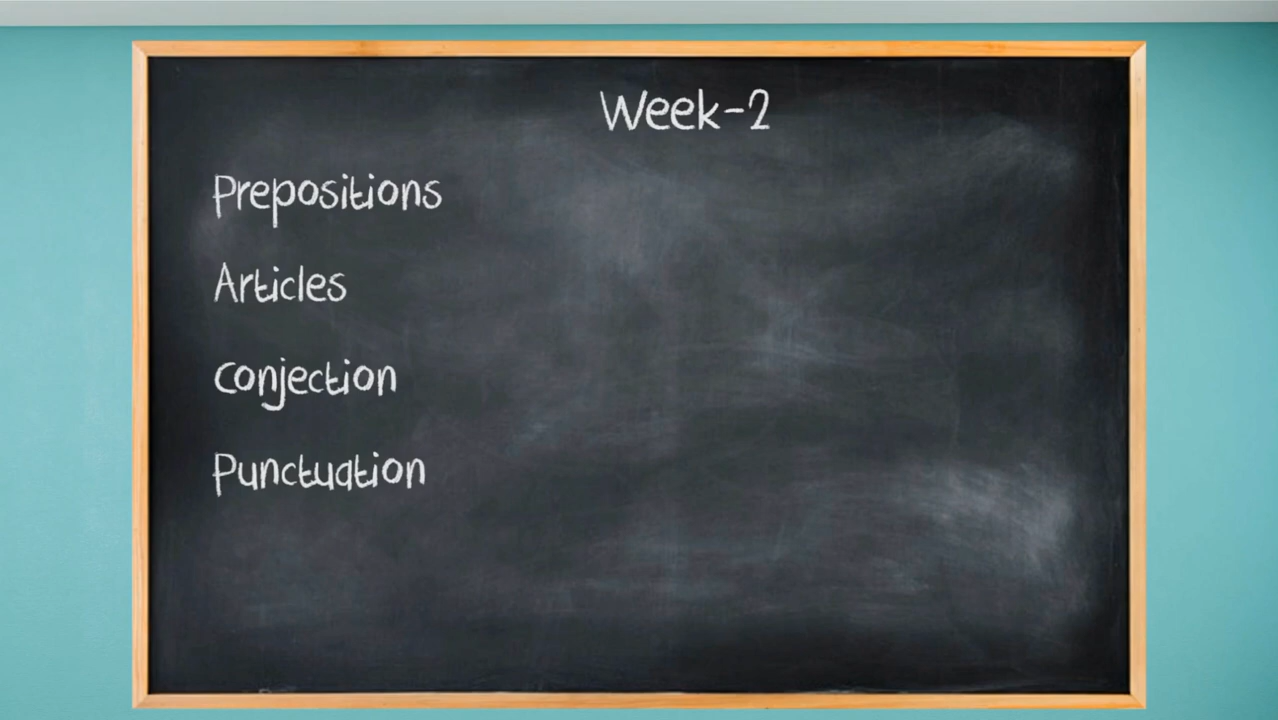 Week-2
Prepositions
Articles
Conjection
Punctuation